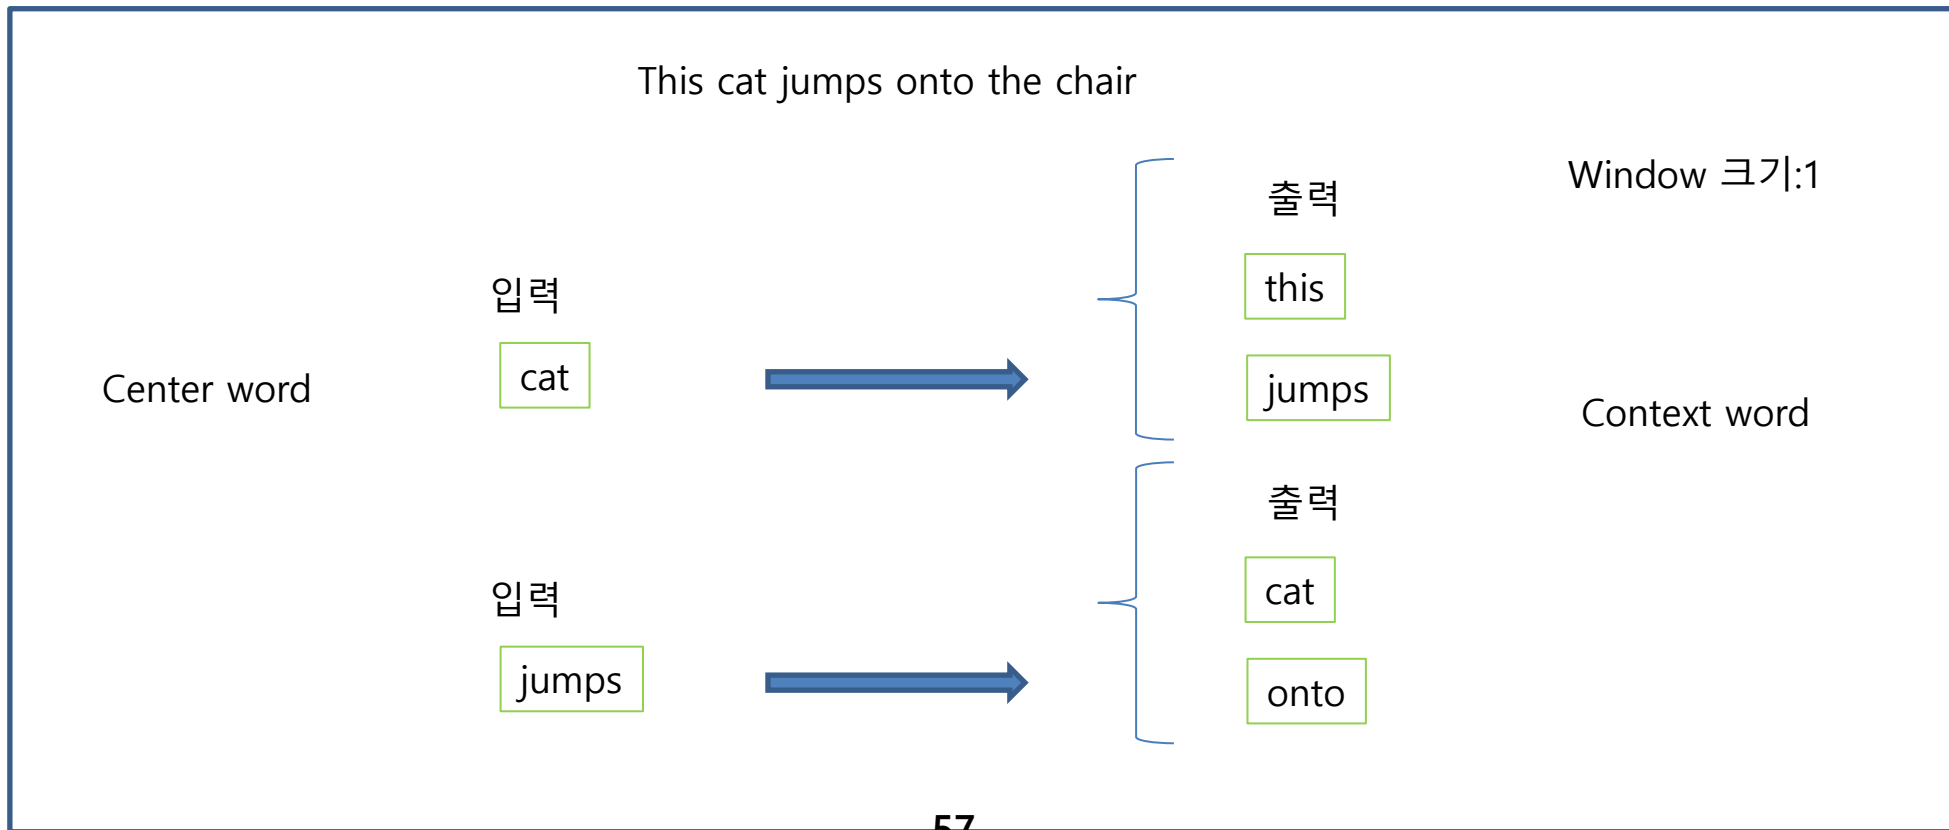 This cat jumps onto the chair
Window 크기:1
출력
this
입력
cat
jumps
Center word
Context word
출력
cat
입력
jumps
onto
57